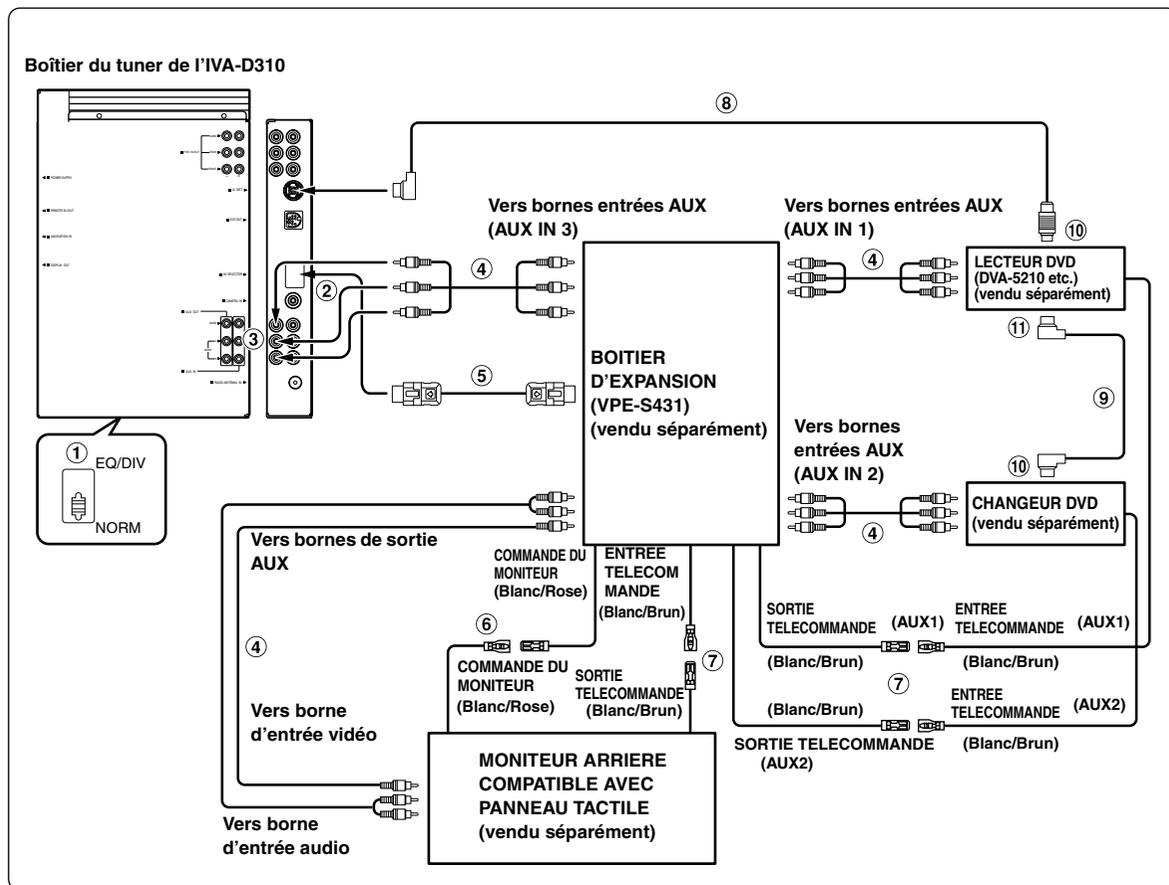 Boîtier du tuner de l'IVA-D310
⑧
Vers bornes entrées AUX
(AUX IN 3)
④
②
③
⑤
BOITIER
D'EXPANSION
(VPE-S431)
(vendu séparément)
Vers bornes entrées AUX
(AUX IN 1)
④
⑩
LECTEUR DVD
(DVA-5210 etc.)
(vendu séparément)
⑪
⑨
Vers bornes
entrées AUX
(AUX IN 2)
④
⑩
CHANGEUR DVD
(vendu séparément)
①
EQ/DIV
NORM
Vers bornes de sortie
AUX
④
COMMANDE DU
MONITEUR
(Blanc/Rose)
ENTREE
TELECOM
MANDE
(Blanc/Brun)
⑥
COMMANDE DU
MONITEUR
(Blanc/Rose)
SORTIE
TELECOMMANDE
(Blanc/Brun)
⑦
SORTIE
TELECOMMANDE
(AUX1)
(Blanc/Brun)
ENTREE
TELECOMMANDE
(AUX1)
(Blanc/Brun)
⑦
(Blanc/Brun)
SORTIE TELECOMMANDE
(AUX2)
ENTREE
TELECOMMANDE
(AUX2)
(Blanc/Brun)
Vers borne
d'entrée vidéo
Vers borne
d'entrée audio
MONITEUR ARRIERE
COMPATIBLE AVEC
PANNEAU TACTILE
(vendu séparément)